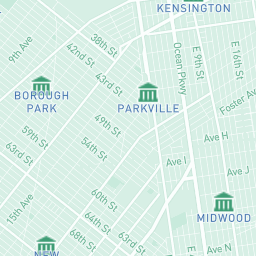 KENSINGTON
9th Ave
38th St
42nd St
43rd St
Ocean Pkwy
E 9th St
E 16th St
BOROUGH
PARK
PARKVILLE
Foster Ave
49th St
54th St
59th St
63rd St
Ave H
Ave I
Ave J
60th St
15th Ave
64th St
68th St
63rd St
MIDWOOD
Ave N
NEW